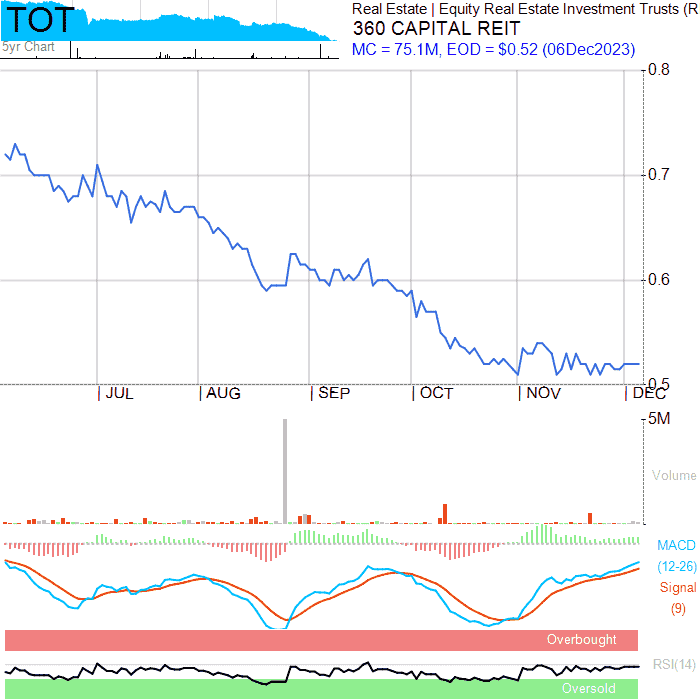 TOT
5yr Chart
Real Estate | Equity Real Estate Investment Trusts (R
360 CAPITAL REIT
MC = 75.1M, EOD = $0.52 (06Dec2023)
0.8
0.7
0.6
0.5
JUL AUG SEP OCT NOV DEC
5M
Volume
MACD
(12-26)
Signal
(9)
Overbought
RSI(14)
Oversold